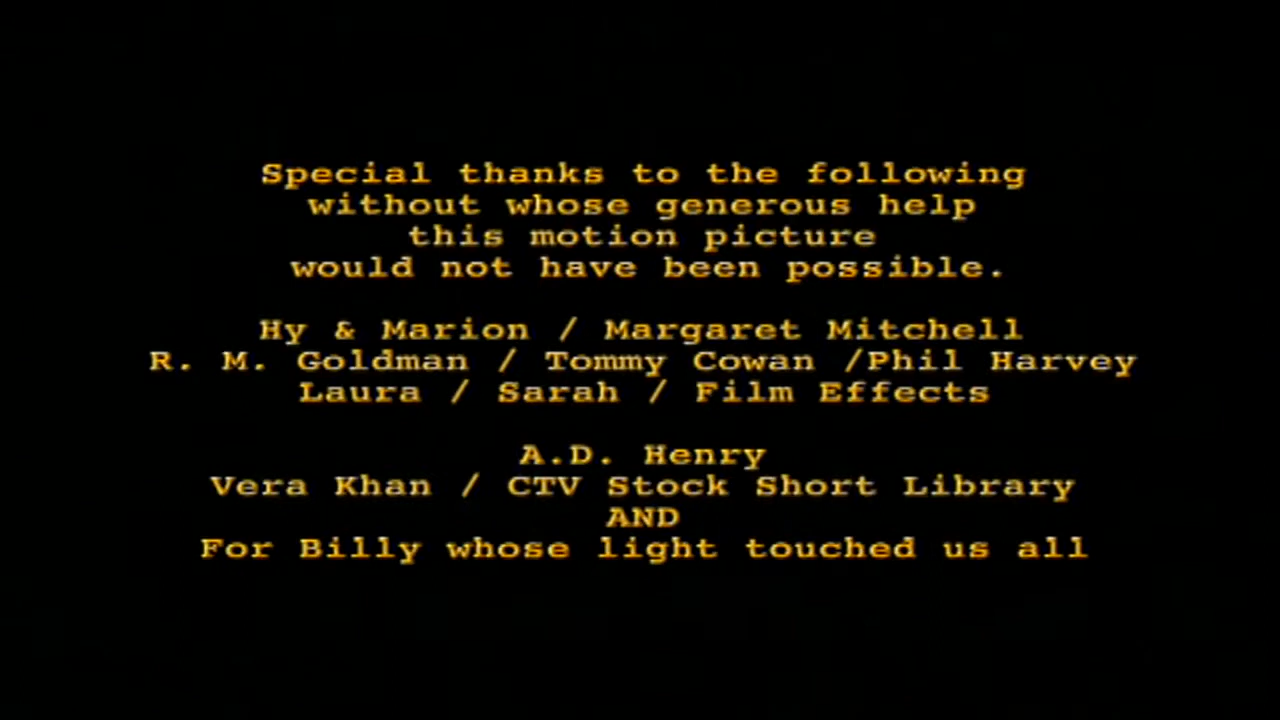 Special thanks to the following
without whose generous help
this motion picture
would not have been possible.
Hy & Marion / Margaret Mitchell
R. M. Goldman / Tommy Cowan /Phil Harvey
Laura / Sarah / Film Effects
A.D. Henry
Vera Khan / CTV Stock Short Library
AND
For Billy whose light touched us all